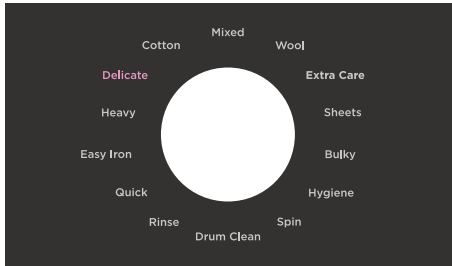 Mixed
Cotton
Wool
Delicate
Extra Care
Heavy
Sheets
Easy Iron
Bulky
Quick
Hygiene
Rinse
Spin
Drum Clean